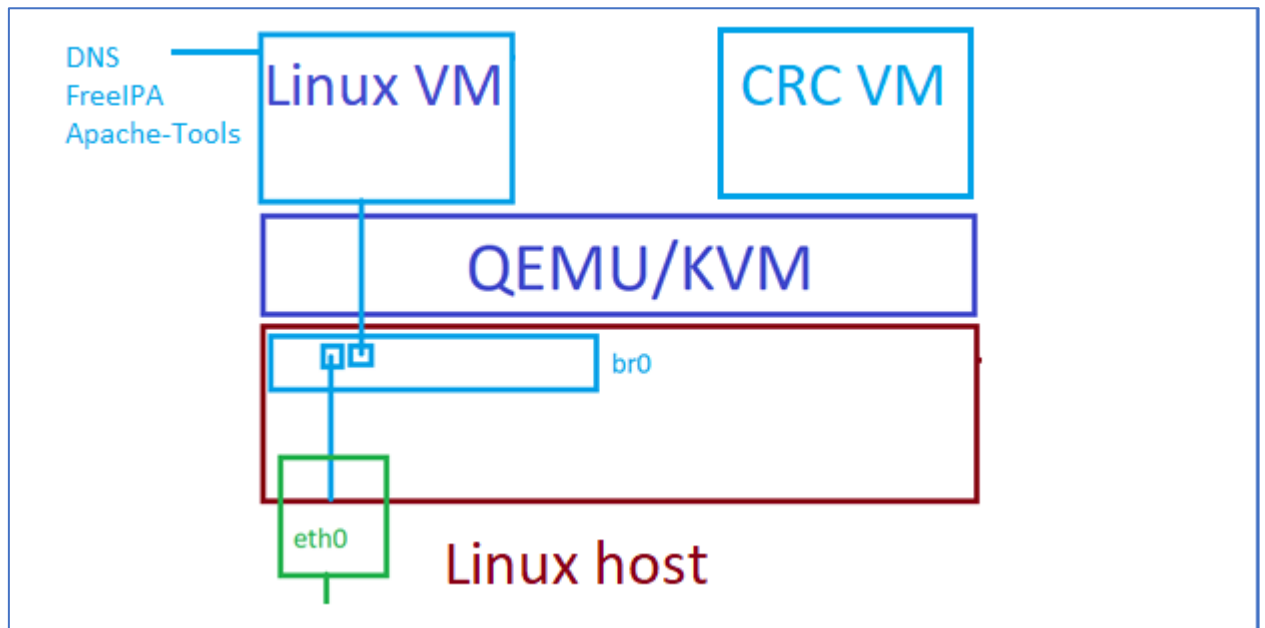 DNS
FreeIPA
Apache-Tools
Linux VM
CRC VM
QEMU/KVM
br0
eth0
Linux host